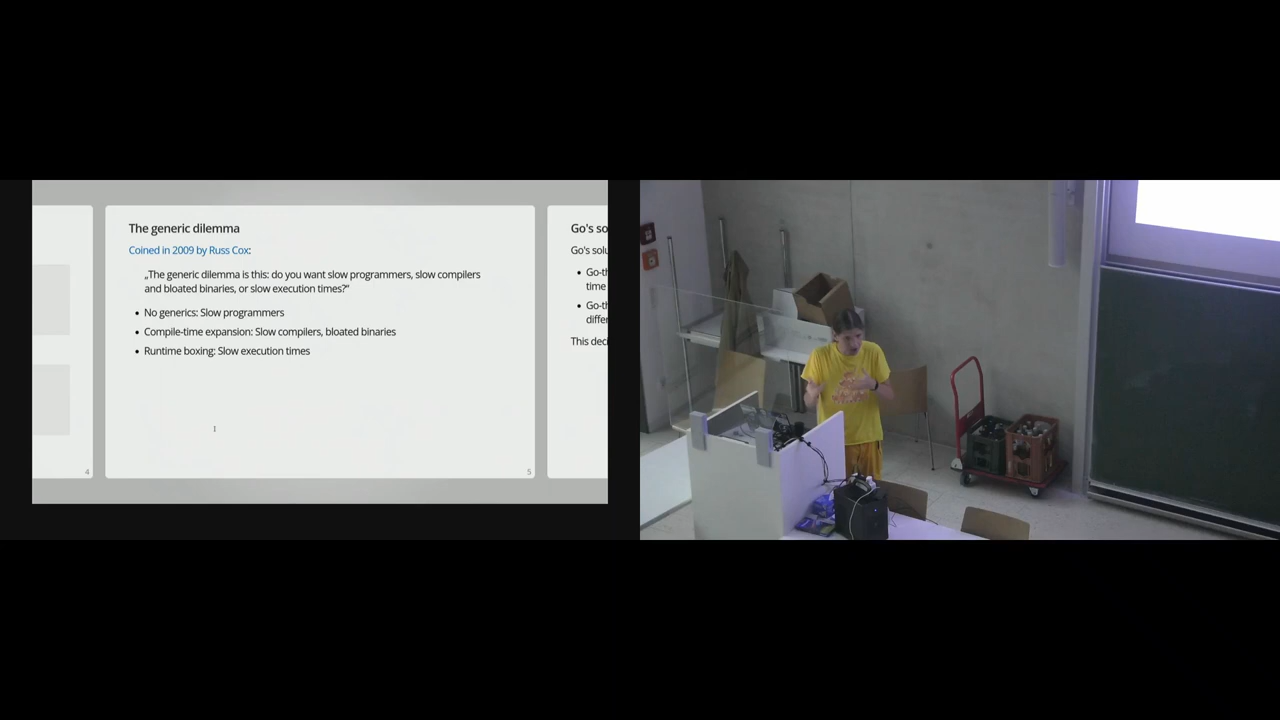 The generic dilemma
Coined in 2009 by Russ Cox:
„The generic dilemma is this: do you want slow programmers, slow compilers
and bloated binaries, or slow execution times?"
• No generics: Slow programmers
• Compile-time expansion: Slow compilers, bloated binaries
• Runtime boxing: Slow execution times
4
5
Go's so
Go's solu
• Go-th
time
• Go-th
differ
This deci